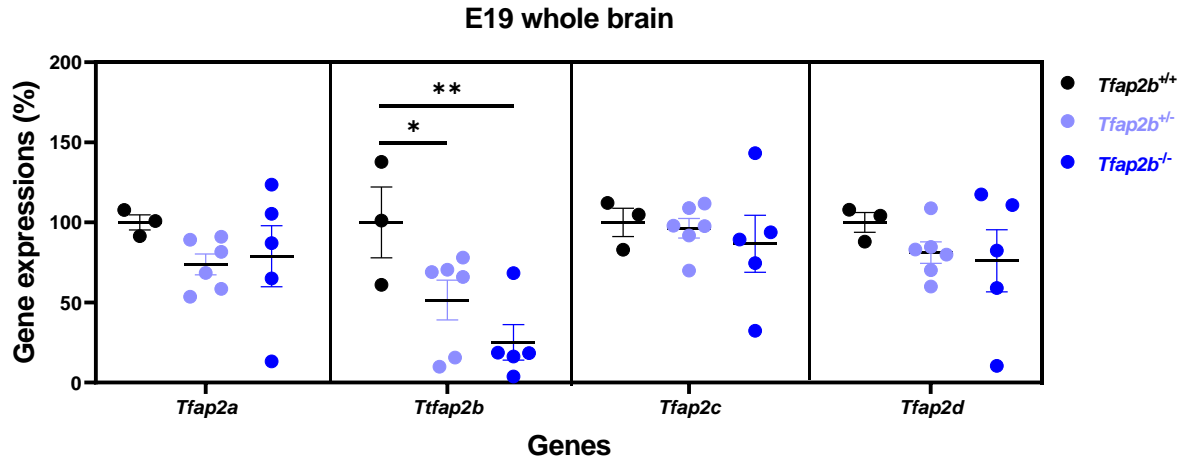 E19 whole brain
Gene expressions (%)
200
150
100
50
0
**
*
Tfap2a
Ttfap2b
Tfap2c
Tfap2d
Genes
Tfap2b+/+
Tfap2b+/-
Tfap2b-/-